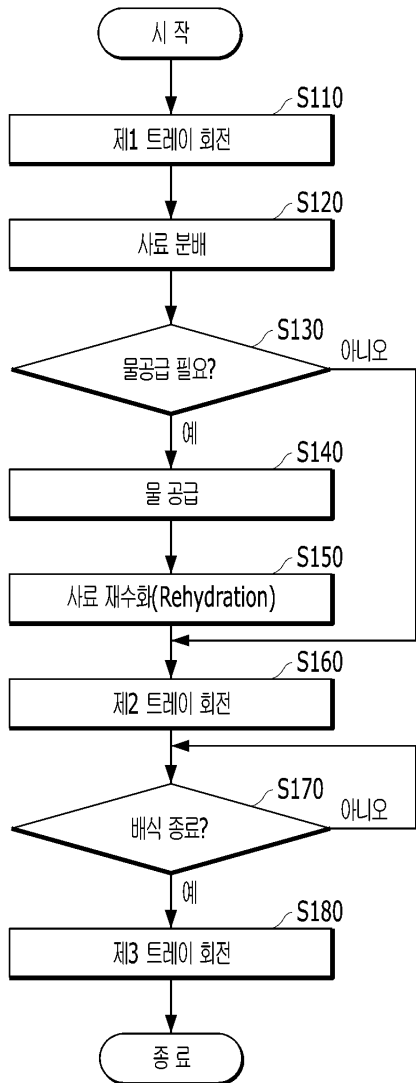 시 작
S110
제1 트레이 회전
S120
사료 분배
S130
물공급 필요?
아니오
예
S140
물 공급
S150
사료 재수화(Rehydration)
S160
제2 트레이 회전
S170
배식 종료?
아니오
예
S180
제3 트레이 회전
종 료